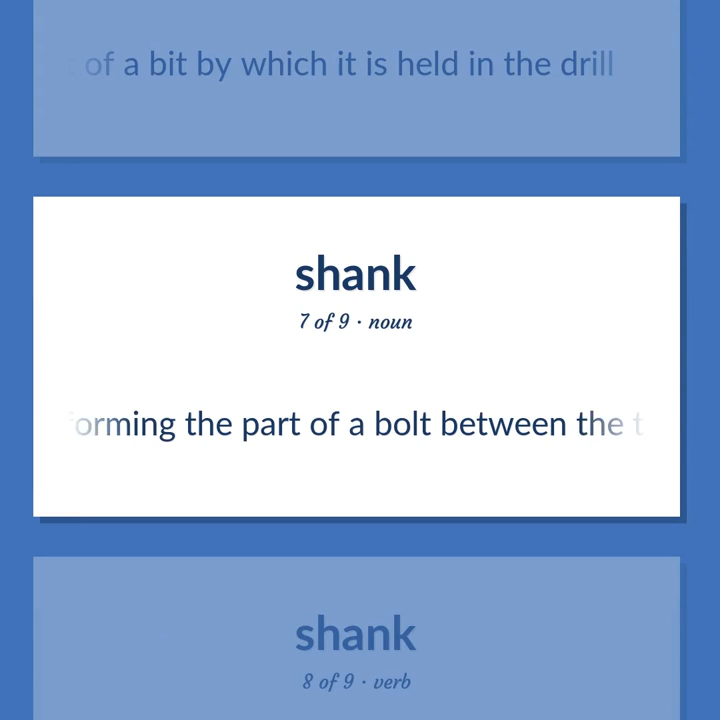 of a bit by which it is held in the drill
shank
7 of 9 · noun
forming the part of a bolt between the t
shank
8 of 9 · verb